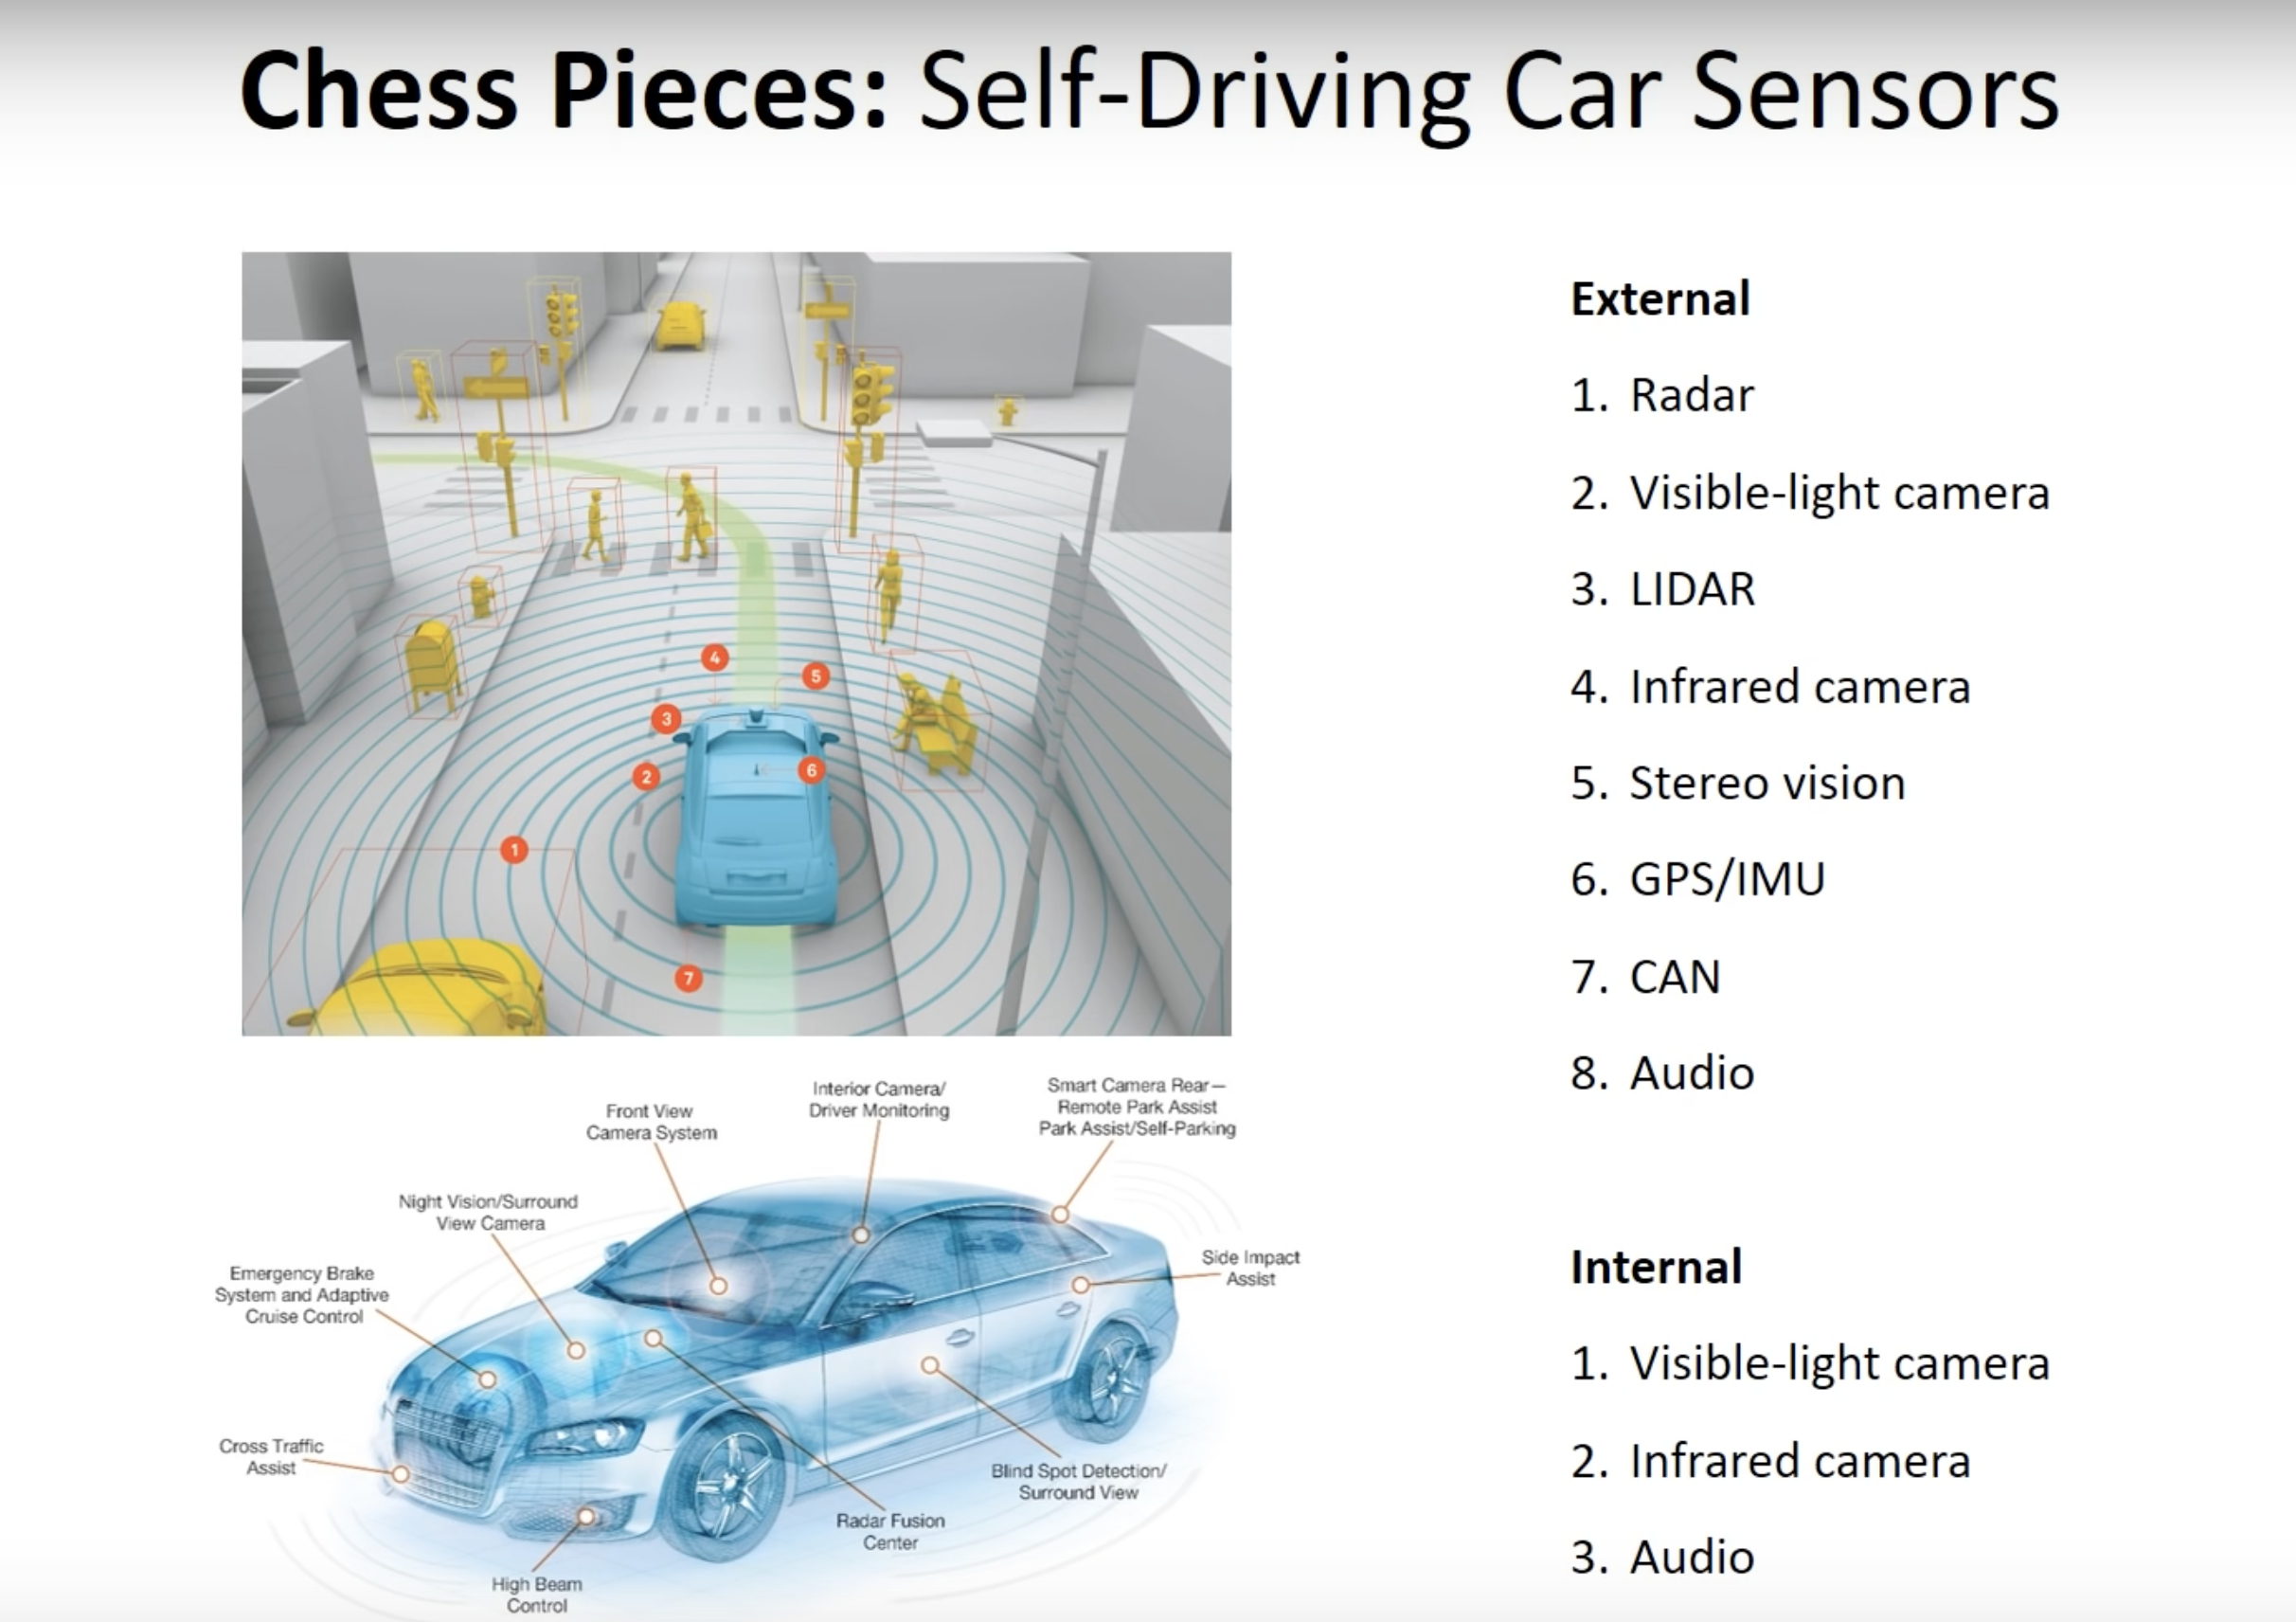 Chess Pieces: Self-Driving Car Sensors
4
5
3
2
6
1
7
External
1. Radar
2. Visible-light camera
3. LIDAR
4. Infrared camera
5. Stereo vision
6. GPS/IMU
7. CAN
8. Audio
Front View
Camera System
Interior Camera/
Driver Monitoring
Smart Camera Rear—
Remote Park Assist
Park Assist/Self-Parking
Night Vision/Surround
View Camera
Side Impact
Assist
Emergency Brake
System and Adaptive
Cruise Control
Cross Traffic
Assist
Blind Spot Detection/
Surround View
Radar Fusion
Center
High Beam
Control
Internal
1. Visible-light camera
2. Infrared camera
3. Audio